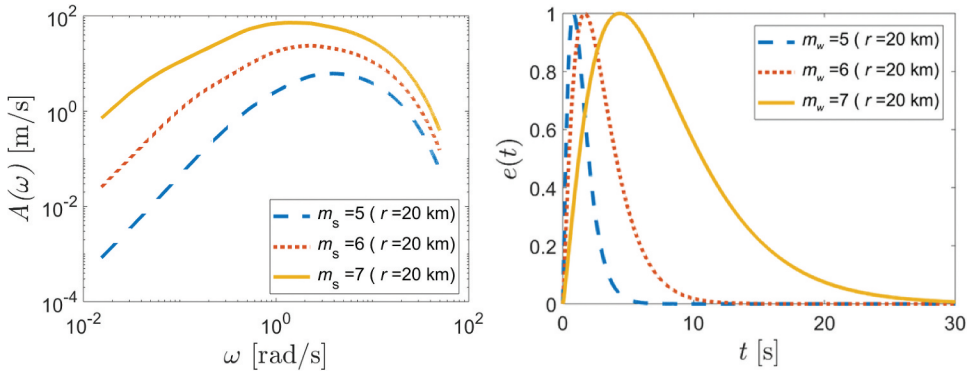 A(ω) [m/s]
10^2
10^0
10^-2
10^-4
10^-2
10^0
10^2
ω [rad/s]
m_s =5 ( r =20 km)
m_s =6 ( r =20 km)
m_s =7 ( r =20 km)
e(t)
1
0.8
0.6
0.4
0.2
0
0
10
20
30
t [s]
m_w =5 ( r =20 km)
m_w =6 ( r =20 km)
m_w =7 ( r =20 km)